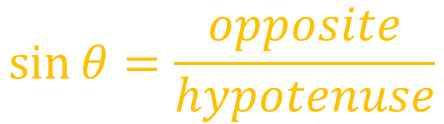 sin θ = opposite / hypotenuse